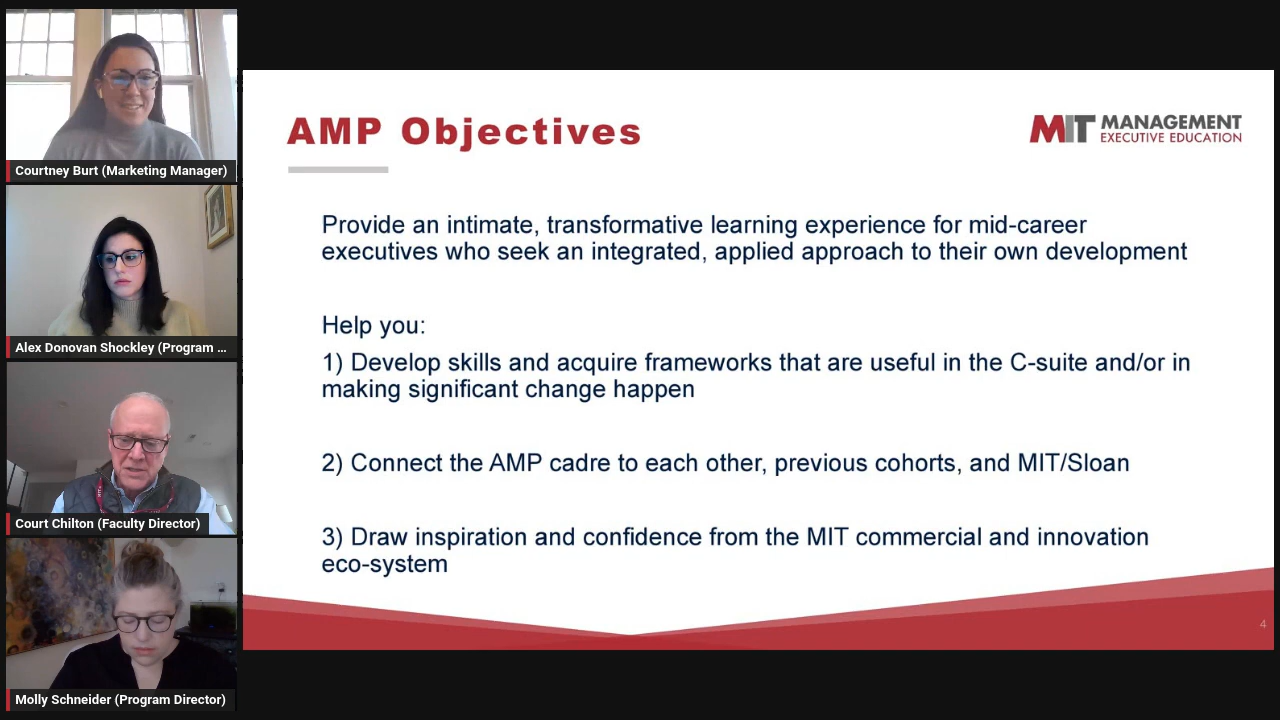 Courtney Burt (Marketing Manager)
Alex Donovan Shockley (Program ...
Court Chilton (Faculty Director)
Molly Schneider (Program Director)
AMP Objectives
MIT MANAGEMENT
EXECUTIVE EDUCATION
Provide an intimate, transformative learning experience for mid-career
executives who seek an integrated, applied approach to their own development
Help you:
1) Develop skills and acquire frameworks that are useful in the C-suite and/or in
making significant change happen
2) Connect the AMP cadre to each other, previous cohorts, and MIT/Sloan
3) Draw inspiration and confidence from the MIT commercial and innovation
eco-system
4